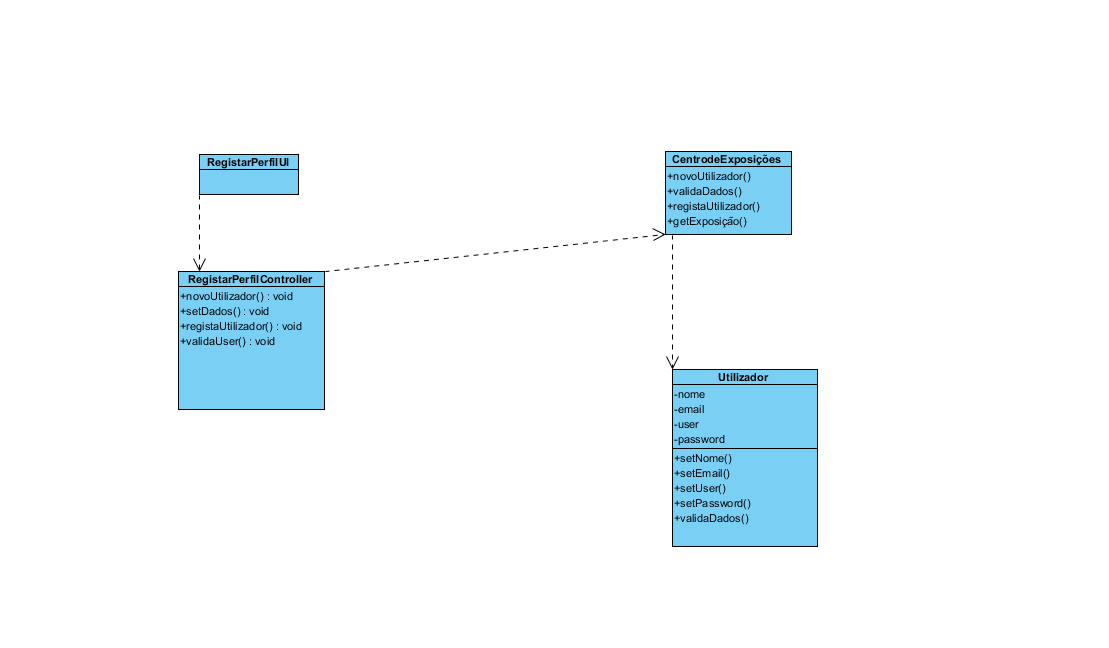 RegistarPerfilUI
RegistarPerfilController
+novoUtilizador() : void
+setDados() : void
+registaUtilizador() : void
+validaUser() : void
CentrodeExposições
+novoUtilizador()
+validaDados()
+registaUtilizador()
+getExposição()
Utilizador
-nome
-email
-user
-password
+setNome()
+setEmail()
+setUser()
+setPassword()
+validaDados()